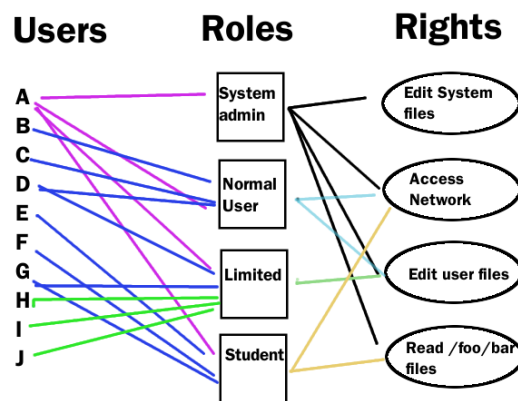 Users Roles Rights
A
B
C
D
E
F
G
H
I
J
System
admin
Normal
User
Limited
Student
Edit System
files
Access
Network
Edit user files
Read /foo/bar
files